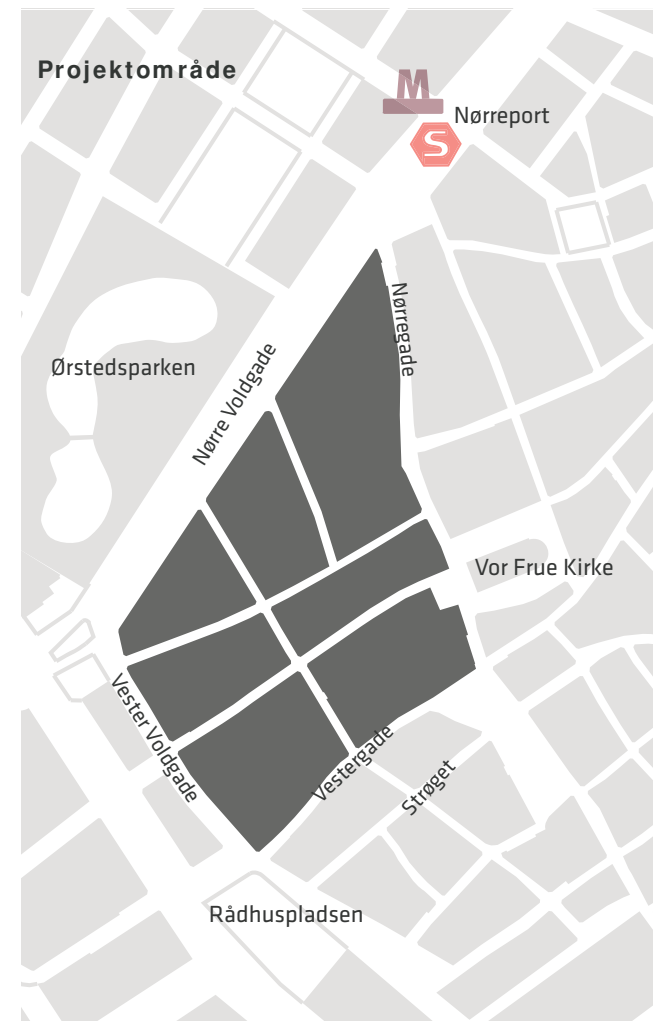 Projektområde
M
Nørreport
S
Nørregade
Ørstedsparken
Nørre Voldgade
Vor Frue Kirke
Vester Voldgade
Vestergade
Strøget
Rådhuspladsen